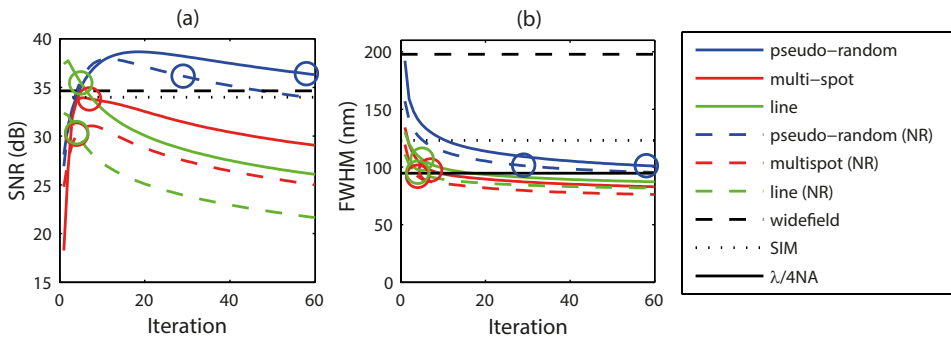 (a)
SNR (dB)
40
35
30
25
20
15
0
20
40
60
Iteration
(b)
FWHM (nm)
200
150
100
50
0
0
20
40
60
Iteration
pseudo-random
multi-spot
line
pseudo-random (NR)
multispot (NR)
line (NR)
widefield
SIM
λ/4NA